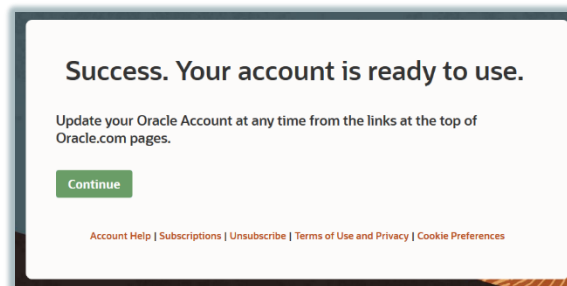 Success. Your account is ready to use.
Update your Oracle Account at any time from the links at the top of
Oracle.com pages.
Continue
Account Help | Subscriptions | Unsubscribe | Terms of Use and Privacy | Cookie Preferences